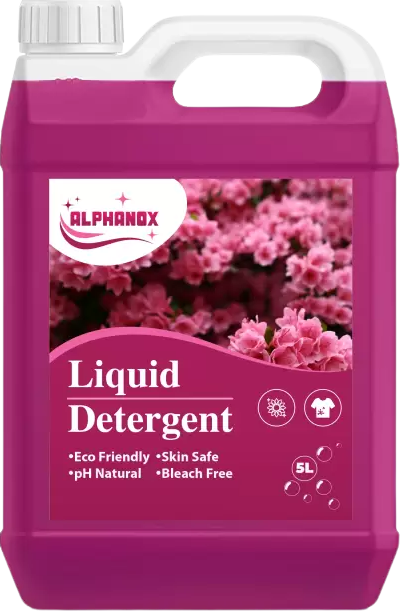 ALPHANOX
Liquid
Detergent
•Eco Friendly •Skin Safe
•pH Natural •Bleach Free
5L